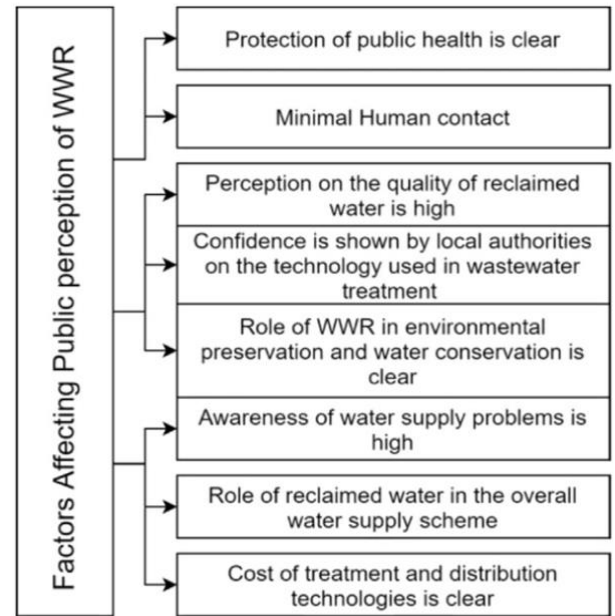 Factors Affecting Public perception of WWR
Protection of public health is clear
Minimal Human contact
Perception on the quality of reclaimed
water is high
Confidence is shown by local authorities
on the technology used in wastewater
treatment
Role of WWR in environmental
preservation and water conservation is
clear
Awareness of water supply problems is
high
Role of reclaimed water in the overall
water supply scheme
Cost of treatment and distribution
technologies is clear